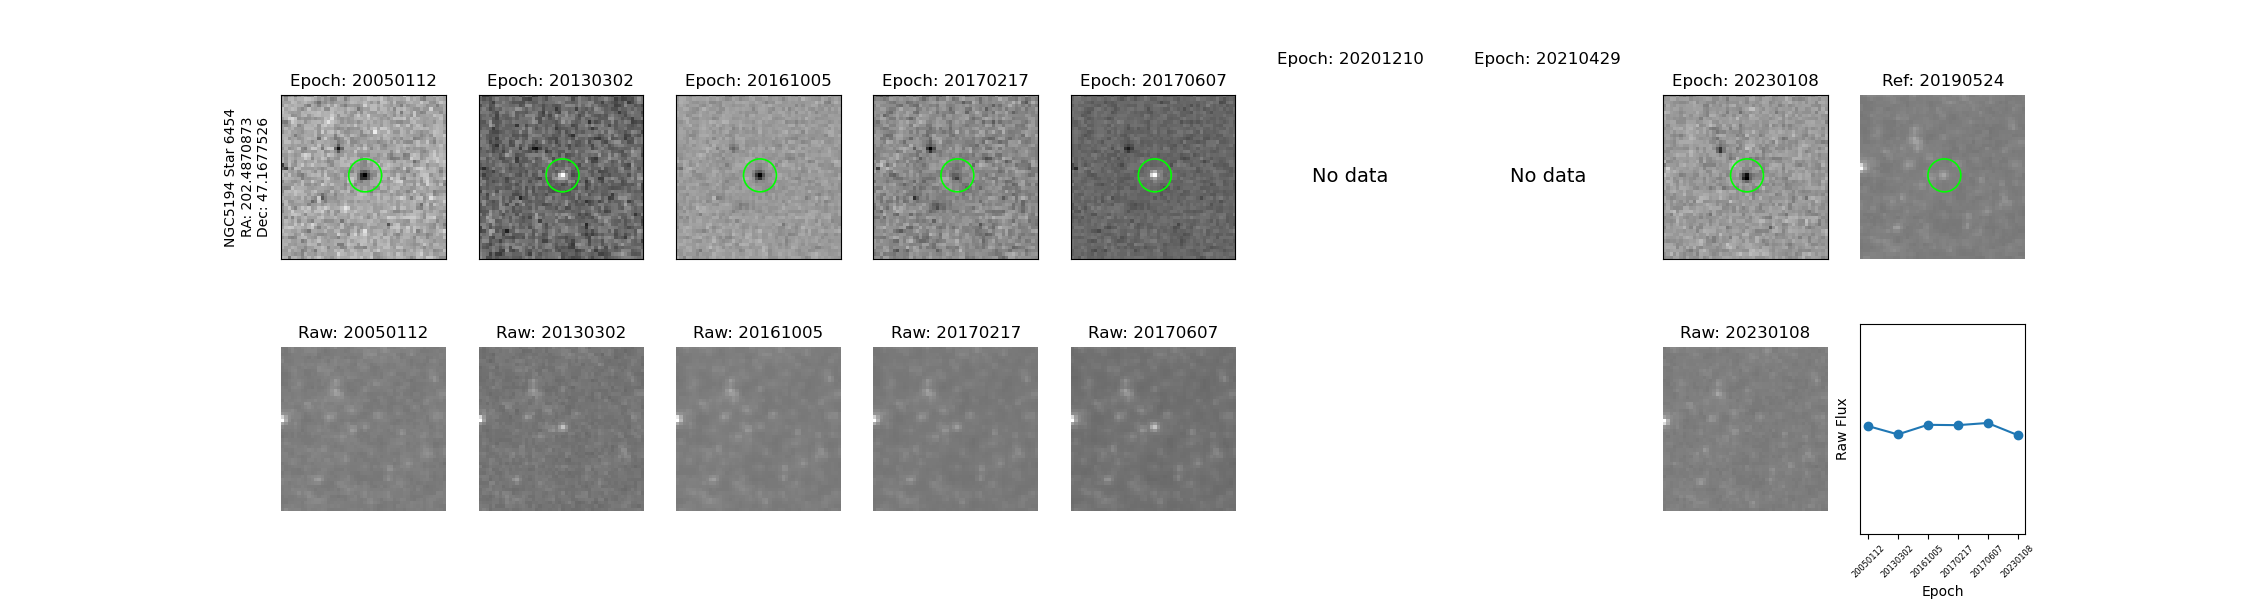 Epoch: 20201210
Epoch: 20210429
Epoch: 20050112
Epoch: 20130302
Epoch: 20161005
Epoch: 20170217
Epoch: 20170607
Epoch: 20230108
Ref: 20190524
NGC5194 Star 6454
RA: 202.4870873
Dec: 47.1677526
No data
No data
Raw: 20050112
Raw: 20130302
Raw: 20161005
Raw: 20170217
Raw: 20170607
Raw: 20230108
Raw Flux
20050112
20130302
20161005
20170217
20170607
20230108
Epoch